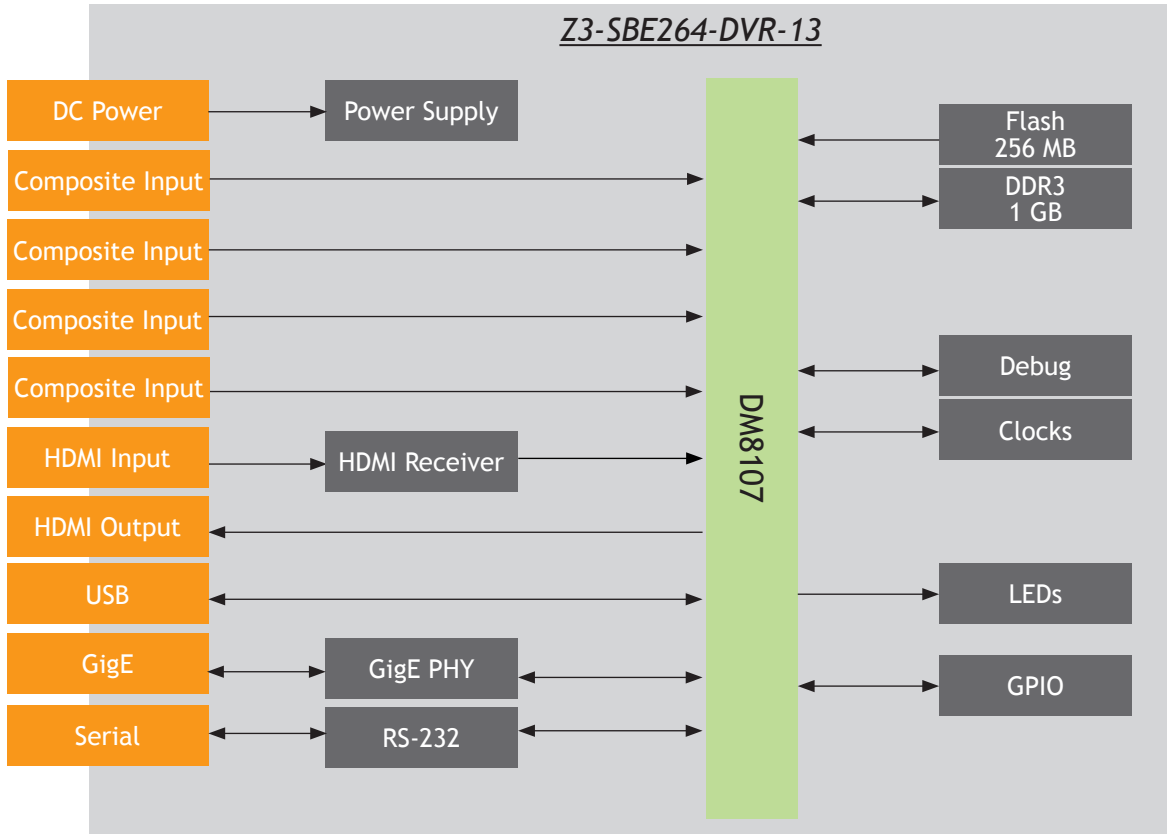 Z3-SBE264-DVR-13
DC Power
Power Supply
Composite Input
Composite Input
Composite Input
Composite Input
HDMI Input
HDMI Receiver
HDMI Output
USB
GigE
GigE PHY
Serial
RS-232
DM8107
Flash
256 MB
DDR3
1 GB
Debug
Clocks
LEDs
GPIO